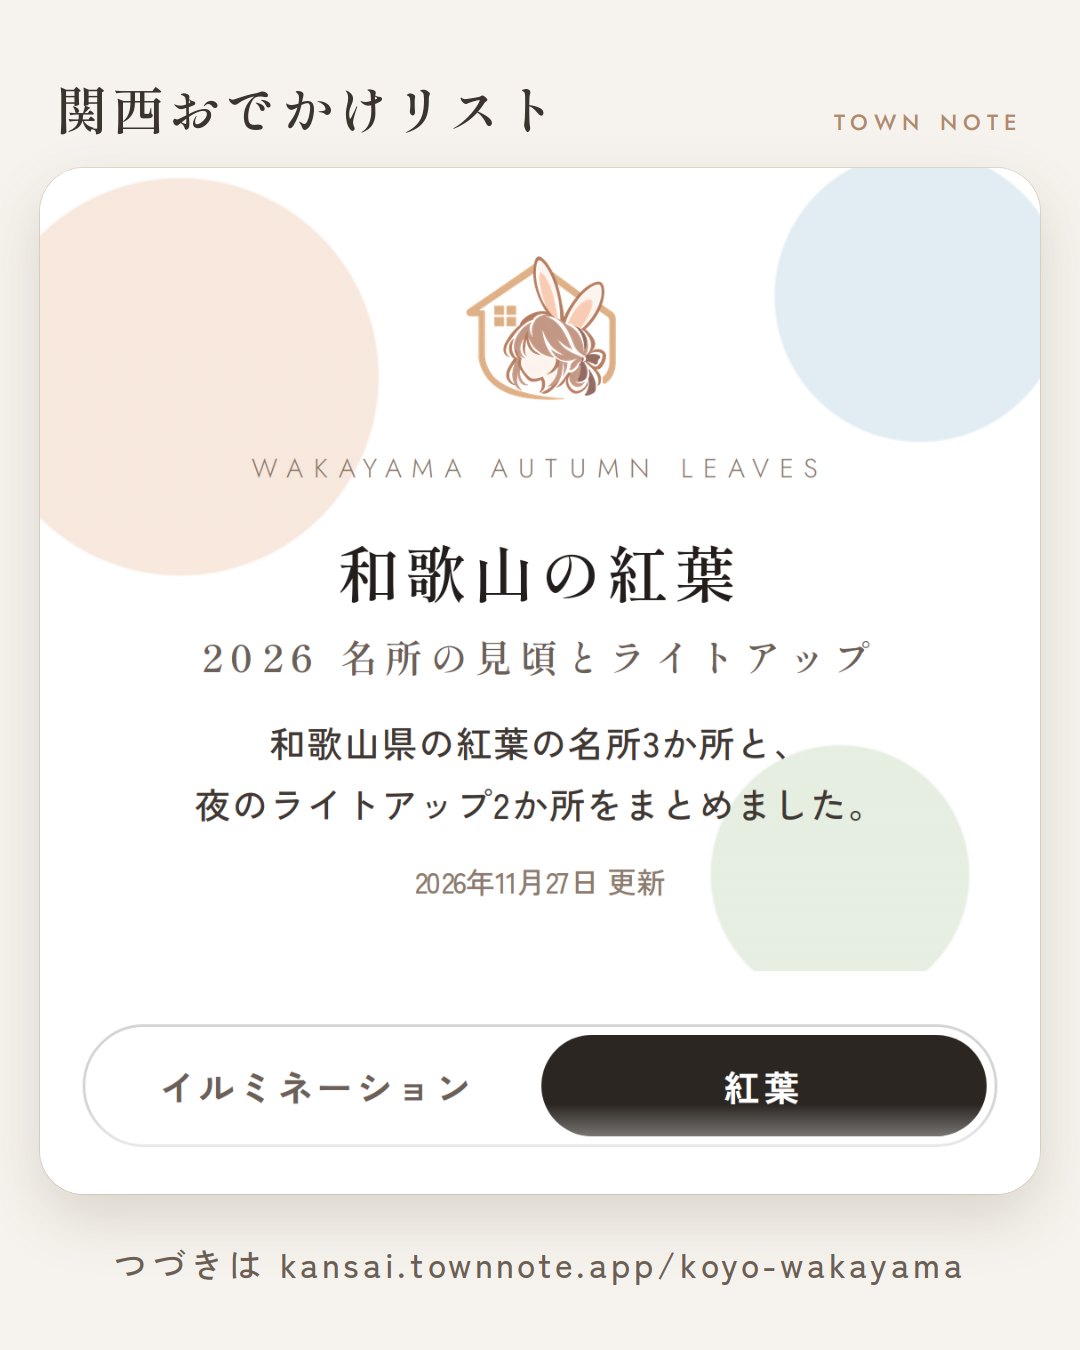 関西おでかけリスト
TOWN NOTE
WAKAYAMA AUTUMN LEAVES
和歌山の紅葉
2026 名所の見頃とライトアップ
和歌山県の紅葉の名所3か所と、
夜のライトアップ2か所をまとめました。
2026年11月27日 更新
イルミネーション
紅葉
つづきは kansai.townnote.app/koyo-wakayama